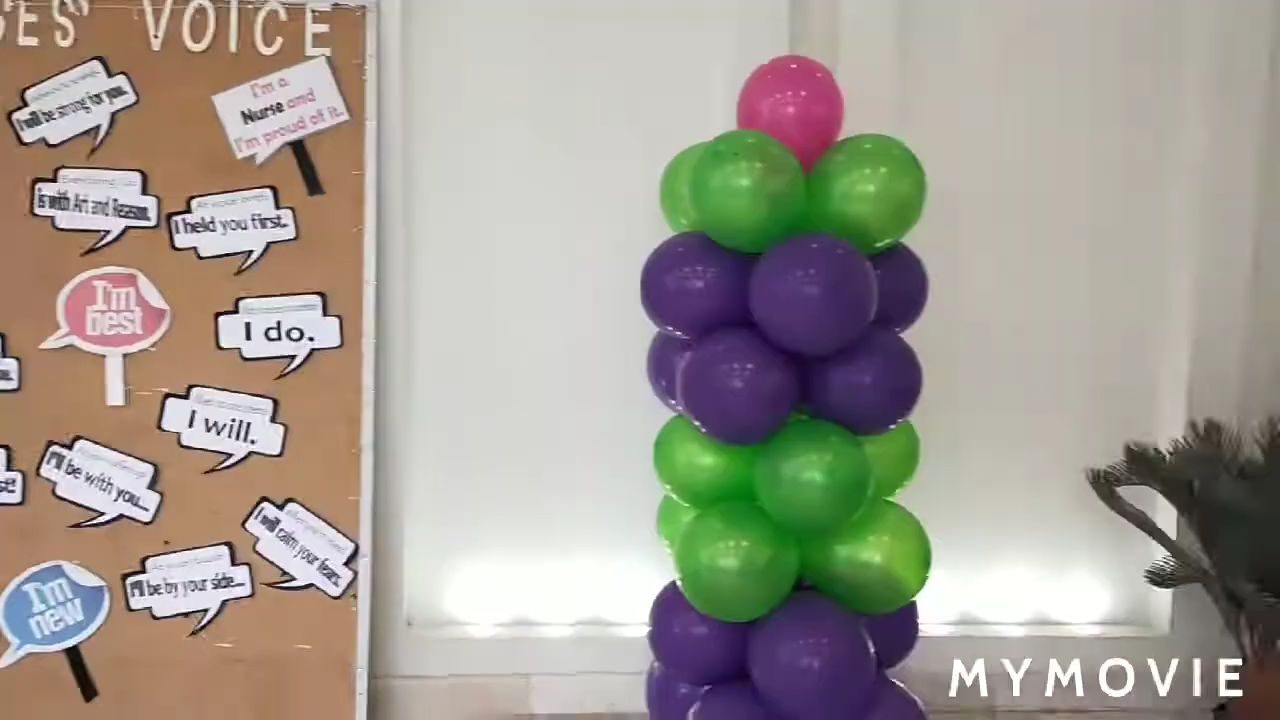 VOICE
I will be strong for you.
I'm a
Nurse and
I'm proud of it.
is with Art and Reason.
I held you first.
I'm
best
I do.
I will.
I'll be with you...
I will calm your fears.
I'll be by your side...
I'm
new
MYMOVIE